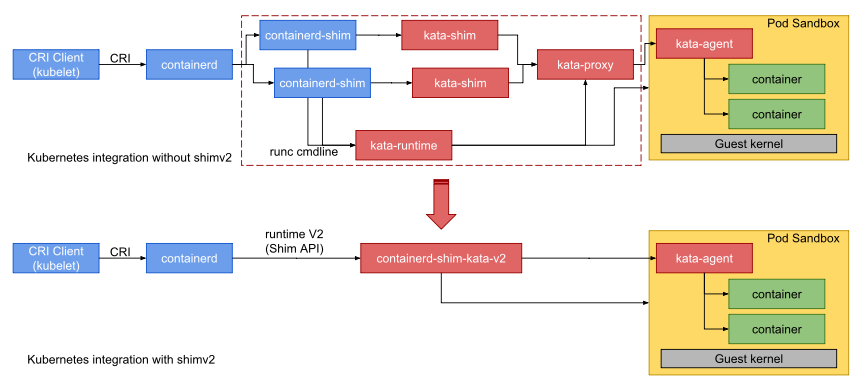 Pod Sandbox
containerd-shim
kata-shim
kata-agent
CRI Client
(kubelet)
CRI
containerd
kata-proxy
containerd-shim
kata-shim
container
container
kata-runtime
runc cmdline
Guest kernel
Kubernetes integration without shimv2
runtime V2
(Shim API)
Pod Sandbox
CRI Client
(kubelet)
CRI
containerd
containerd-shim-kata-v2
kata-agent
container
container
Guest kernel
Kubernetes integration with shimv2